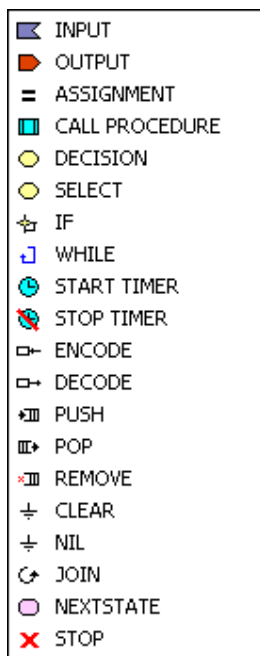 INPUT
OUTPUT
ASSIGNMENT
CALL PROCEDURE
DECISION
SELECT
IF
WHILE
START TIMER
STOP TIMER
ENCODE
DECODE
PUSH
POP
REMOVE
CLEAR
NIL
JOIN
NEXTSTATE
STOP